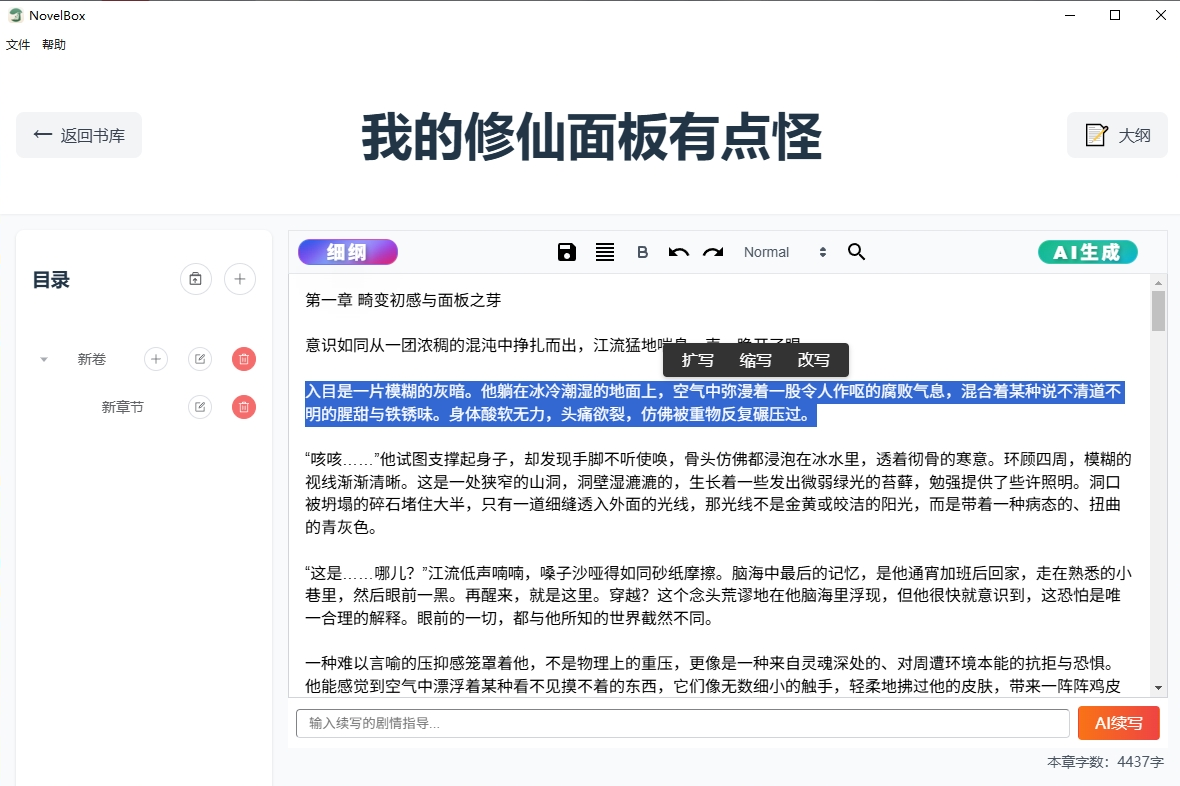 NovelBox
文件 帮助
返回书库
我的修仙面板有点怪
大纲
目录
新卷
新章节
细纲
B
Normal
AI生成
第一章 畸变初感与面板之芽
意识如同从一团浓稠的混沌中挣扎而出，江流猛地
扩写 缩写 改写
入目是一片模糊的灰暗。他躺在冰冷潮湿的地面上，空气中弥漫着一股令人作呕的腐败气息，混合着某种说不清道不
明的腥甜与铁锈味。身体酸软无力，头痛欲裂，仿佛被重物反复碾压过。
“咳咳……”他试图支撑起身子，却发现手脚不听使唤，骨头仿佛都浸泡在冰水里，透着彻骨的寒意。环顾四周，模糊的
视线渐渐清晰。这是一处狭窄的山洞，洞壁湿漉漉的，生长着一些发出微弱绿光的苔藓，勉强提供了些许照明。洞口
被坍塌的碎石堵住大半，只有一道细缝透入外面的光线，那光线不是金黄或皎洁的阳光，而是带着一种病态的、扭曲
的青灰色。
“这是……哪儿？”江流低声喃喃，嗓子沙哑得如同砂纸摩擦。脑海中最后的记忆，是他通宵加班后回家，走在熟悉的小
巷里，然后眼前一黑。再醒来，就是这里。穿越？这个念头荒谬地在他脑海里浮现，但他很快就意识到，这恐怕是唯
一合理的解释。眼前的一切，都与他所知的世界截然不同。
一种难以言喻的压抑感笼罩着他，不是物理上的重压，更像是一种来自灵魂深处的、对周遭环境本能的抗拒与恐惧。
他能感觉到空气中漂浮着某种看不见摸不着的东西，它们像无数细小的触手，轻柔地拂过他的皮肤，带来一阵阵鸡皮
输入续写的剧情指导...
AI续写
本章字数：4437字